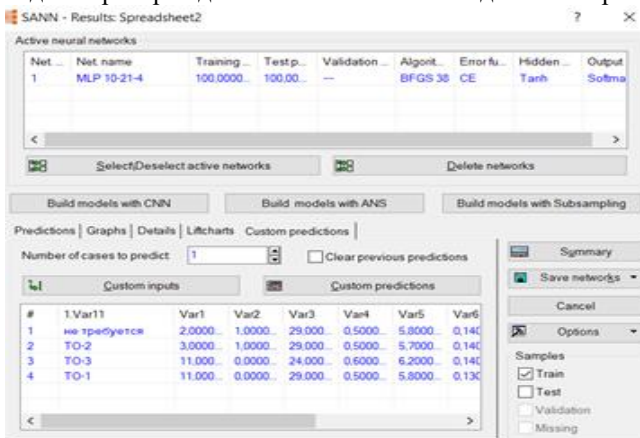 SANN - Results: Spreadsheet2 ? ×
Active neural networks
Net ... Net. name Training ... Test p... Validation ... Algorit... Error fu... Hidden ... Output
1 MLP 10-21-4 100,0000... 100,00... --- BFGS 38 CE Tanh Softma
Select\Deselect active networks Delete networks
Build models with CNN Build models with ANS Build models with Subsampling
Predictions Graphs Details Liftcharts Custom predictions
Number of cases to predict 1 Clear previous predictions
Custom inputs Custom predictions
# 1.Var11 Var1 Var2 Var3 Var4 Var5 Var6
1 не требуется 2,0000... 1,0000... 29,000... 0,5000... 5,8000... 0,140
2 ТО-2 3,0000... 1,0000... 29,000... 0,5000... 5,7000... 0,140
3 ТО-3 11,000... 0,0000... 24,000... 0,6000... 6,2000... 0,140
4 ТО-1 11,000... 0,0000... 29,000... 0,5000... 5,8000... 0,130
Summary
Save networks
Cancel
Options
Samples
Train
Test
Validation
Missing